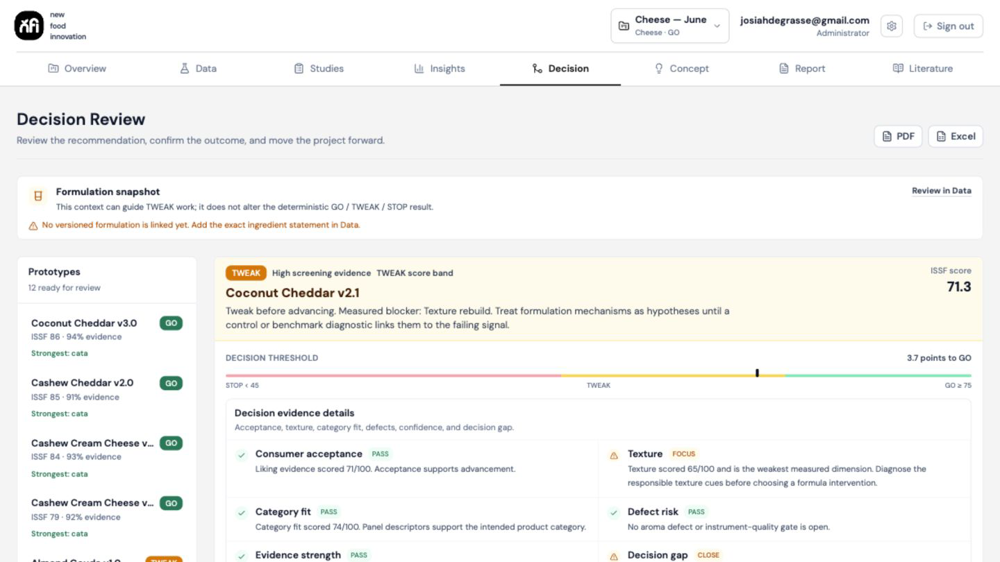 xfi
new
food
innovation
Cheese — June
Cheese · GO
josiahdegrasse@gmail.com
Administrator
Sign out
Overview
Data
Studies
Insights
Decision
Concept
Report
Literature
Decision Review
Review the recommendation, confirm the outcome, and move the project forward.
PDF
Excel
Formulation snapshot
Review in Data
This context can guide TWEAK work; it does not alter the deterministic GO / TWEAK / STOP result.
No versioned formulation is linked yet. Add the exact ingredient statement in Data.
Prototypes
12 ready for review
Coconut Cheddar v3.0
GO
ISSF 86 · 94% evidence
Strongest: cata
Cashew Cheddar v2.0
GO
ISSF 85 · 91% evidence
Strongest: cata
Cashew Cream Cheese v...
GO
ISSF 84 · 93% evidence
Strongest: cata
Cashew Cream Cheese v...
GO
ISSF 79 · 92% evidence
Strongest: cata
Almond Gouda v1.0
TWEAK
TWEAK
High screening evidence
TWEAK score band
ISSF score
71.3
Coconut Cheddar v2.1
Tweak before advancing. Measured blocker: Texture rebuild. Treat formulation mechanisms as hypotheses until a
control or benchmark diagnostic links them to the failing signal.
DECISION THRESHOLD
3.7 points to GO
STOP < 45
TWEAK
GO ≥ 75
Decision evidence details
Acceptance, texture, category fit, defects, confidence, and decision gap.
Consumer acceptance
PASS
Liking evidence scored 71/100. Acceptance supports advancement.
Texture
FOCUS
Texture scored 65/100 and is the weakest measured dimension. Diagnose the
responsible texture cues before choosing a formula intervention.
Category fit
PASS
Category fit scored 74/100. Panel descriptors support the intended product category.
Defect risk
PASS
No aroma defect or instrument-quality gate is open.
Evidence strength
PASS
Decision gap
CLOSE